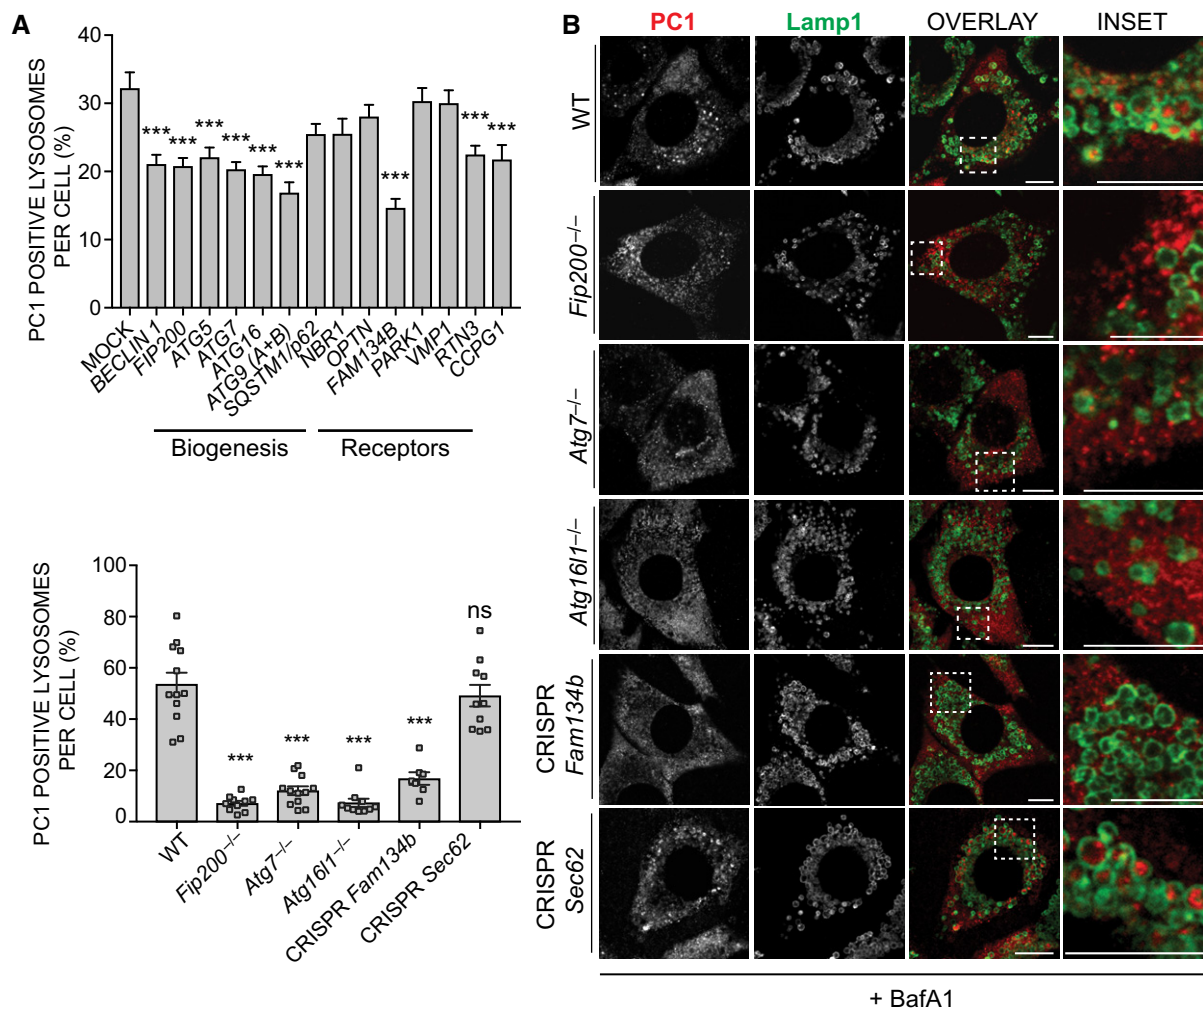 A
PC1 POSITIVE LYSOSOMES
PER CELL (%)
40
30
20
10
0
***
***
***
***
***
***
***
***
***
MOCK
BECLIN 1
FIP200
ATG5
ATG7
ATG16
ATG9 (A+B)
SQSTM1/p62
NBR1
OPTN
FAM134B
PARK1
VMP1
RTN3
CCPG1
Biogenesis
Receptors
PC1 POSITIVE LYSOSOMES
PER CELL (%)
100
80
60
40
20
0
***
***
***
***
ns
WT
Fip200–/–
Atg7–/–
Atg16l1–/–
CRISPR Fam134b
CRISPR Sec62
B
PC1 Lamp1 OVERLAY INSET
WT
Fip200–/–
Atg7–/–
Atg16l1–/–
CRISPR
Fam134b
CRISPR
Sec62
+ BafA1